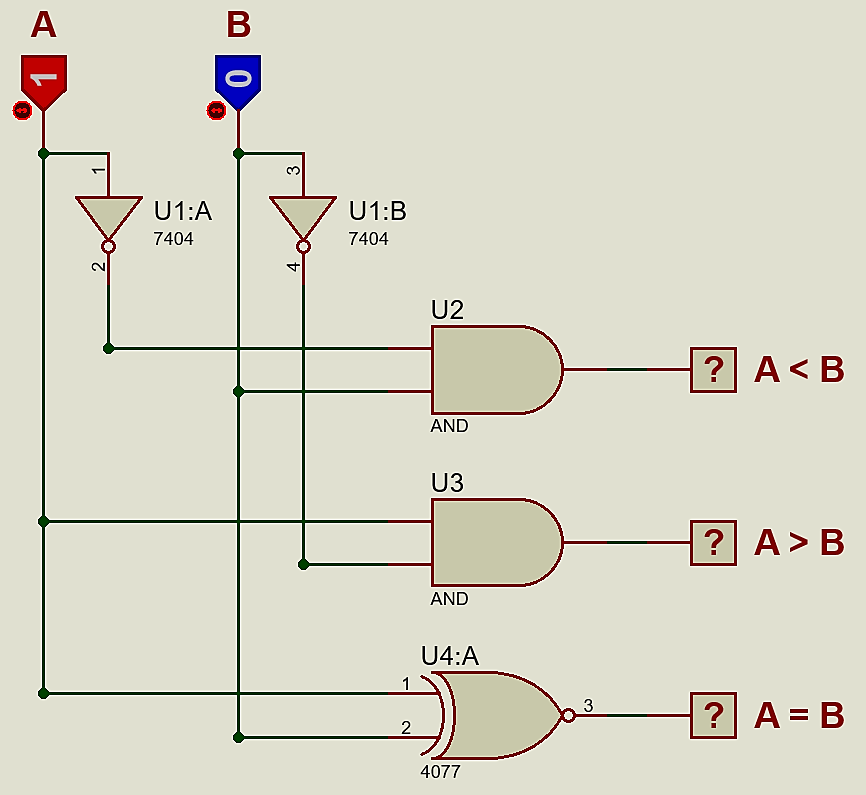 A
B
1
0
1
3
U1:A
7404
U1:B
7404
2
4
U2
AND
? A < B
U3
AND
? A > B
U4:A
1
2
3
4077
? A = B